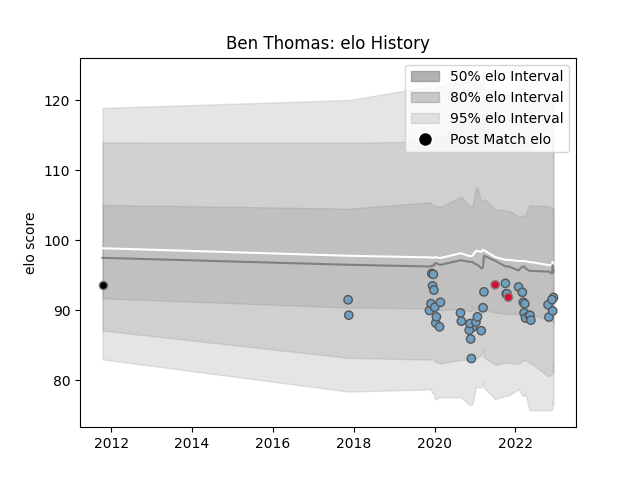 Ben Thomas: elo History
50% elo Interval
80% elo Interval
95% elo Interval
Post Match elo
elo score
120
110
100
90
80
2012 2014 2016 2018 2020 2022